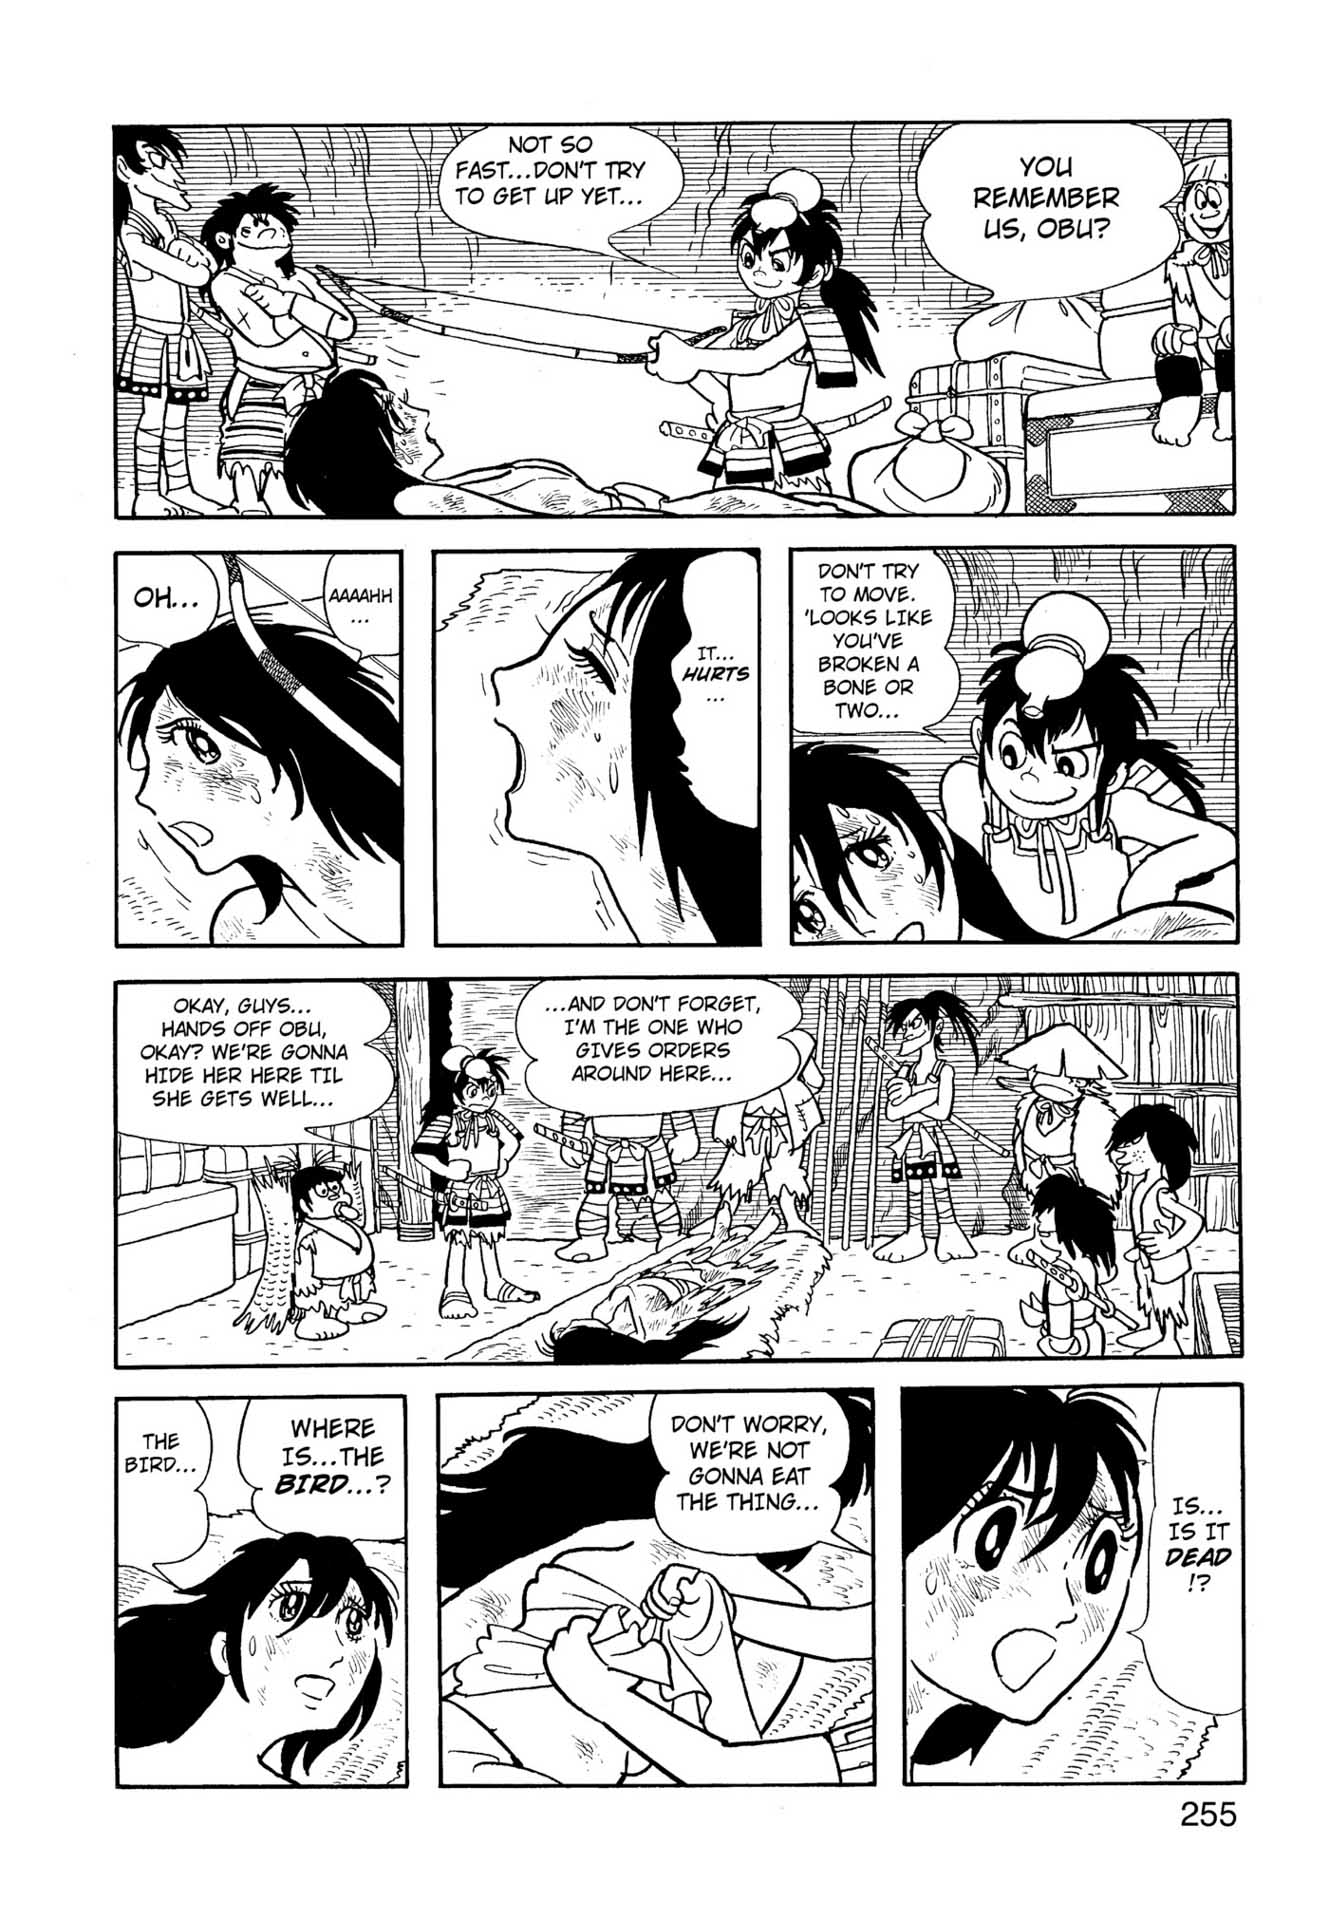 NOT SO
FAST...DON'T TRY
TO GET UP YET...
YOU
REMEMBER
US, OBU?
OH...
AAAAHH
...
IT...
HURTS
...
DON'T TRY
TO MOVE.
'LOOKS LIKE
YOU'VE
BROKEN A
BONE OR
TWO...
OKAY, GUYS...
HANDS OFF OBU,
OKAY? WE'RE GONNA
HIDE HER HERE TIL
SHE GETS WELL...
...AND DON'T FORGET,
I'M THE ONE WHO
GIVES ORDERS
AROUND HERE...
THE
BIRD...
WHERE
IS...THE
BIRD...?
DON'T WORRY,
WE'RE NOT
GONNA EAT
THE THING...
IS...
IS IT
DEAD
!?
255